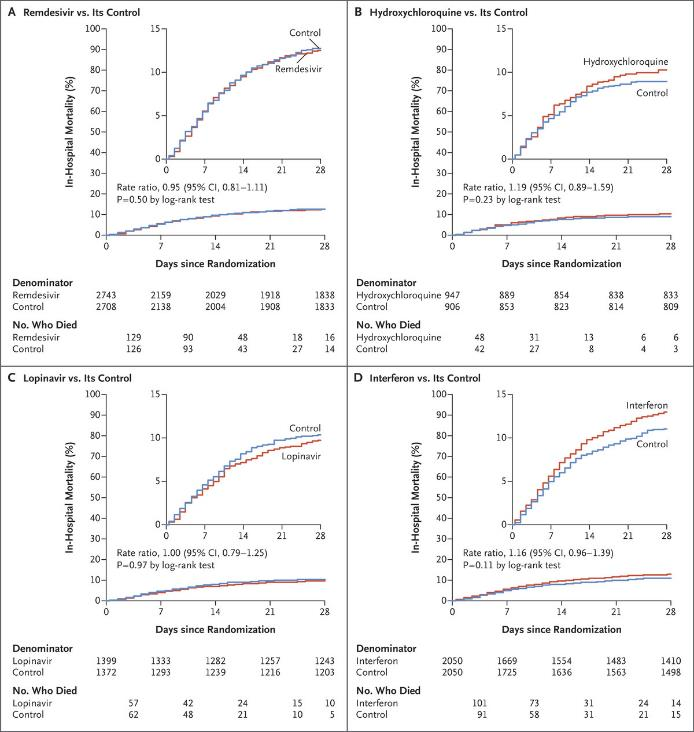 A Remdesivir vs. Its Control
In-Hospital Mortality (%)
100
90
80
70
60
50
40
30
20
10
0
15
10
5
0
0 7 14 21 28
Control
Remdesivir
Rate ratio, 0.95 (95% CI, 0.81–1.11)
P=0.50 by log-rank test
0 7 14 21 28
Days since Randomization
Denominator
Remdesivir 2743 2159 2029 1918 1838
Control 2708 2138 2004 1908 1833
No. Who Died
Remdesivir 129 90 48 18 16
Control 126 93 43 27 14
B Hydroxychloroquine vs. Its Control
In-Hospital Mortality (%)
100
90
80
70
60
50
40
30
20
10
0
15
10
5
0
0 7 14 21 28
Hydroxychloroquine
Control
Rate ratio, 1.19 (95% CI, 0.89–1.59)
P=0.23 by log-rank test
0 7 14 21 28
Days since Randomization
Denominator
Hydroxychloroquine 947 889 854 838 833
Control 906 853 823 814 809
No. Who Died
Hydroxychloroquine 48 31 13 6 6
Control 42 27 8 4 3
C Lopinavir vs. Its Control
In-Hospital Mortality (%)
100
90
80
70
60
50
40
30
20
10
0
15
10
5
0
0 7 14 21 28
Control
Lopinavir
Rate ratio, 1.00 (95% CI, 0.79–1.25)
P=0.97 by log-rank test
0 7 14 21 28
Days since Randomization
Denominator
Lopinavir 1399 1333 1282 1257 1243
Control 1372 1293 1239 1216 1203
No. Who Died
Lopinavir 57 42 24 15 10
Control 62 48 21 10 5
D Interferon vs. Its Control
In-Hospital Mortality (%)
100
90
80
70
60
50
40
30
20
10
0
15
10
5
0
0 7 14 21 28
Interferon
Control
Rate ratio, 1.16 (95% CI, 0.96–1.39)
P=0.11 by log-rank test
0 7 14 21 28
Days since Randomization
Denominator
Interferon 2050 1669 1554 1483 1410
Control 2050 1725 1636 1563 1498
No. Who Died
Interferon 101 73 31 24 14
Control 91 58 31 21 15